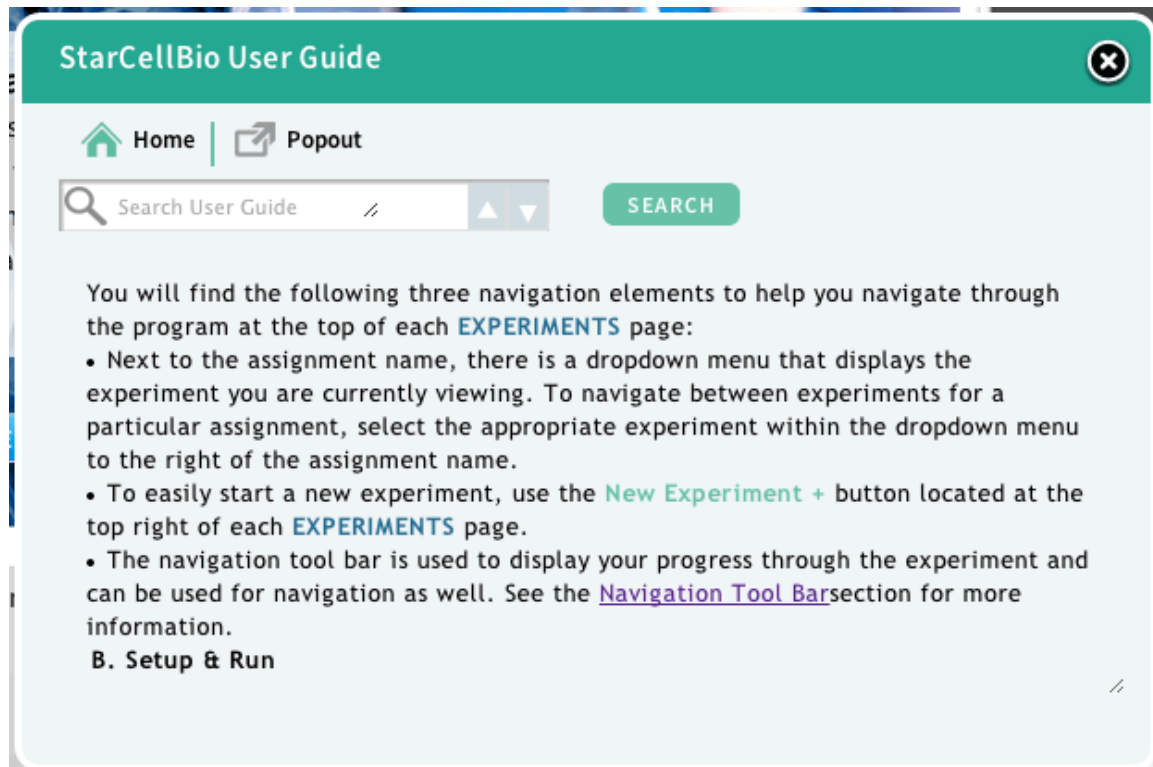 StarCellBio User Guide
Home
Popout
Search User Guide
SEARCH
You will find the following three navigation elements to help you navigate through
the program at the top of each EXPERIMENTS page:
• Next to the assignment name, there is a dropdown menu that displays the
experiment you are currently viewing. To navigate between experiments for a
particular assignment, select the appropriate experiment within the dropdown menu
to the right of the assignment name.
• To easily start a new experiment, use the New Experiment + button located at the
top right of each EXPERIMENTS page.
• The navigation tool bar is used to display your progress through the experiment and
can be used for navigation as well. See the Navigation Tool Barsection for more
information.
B. Setup & Run